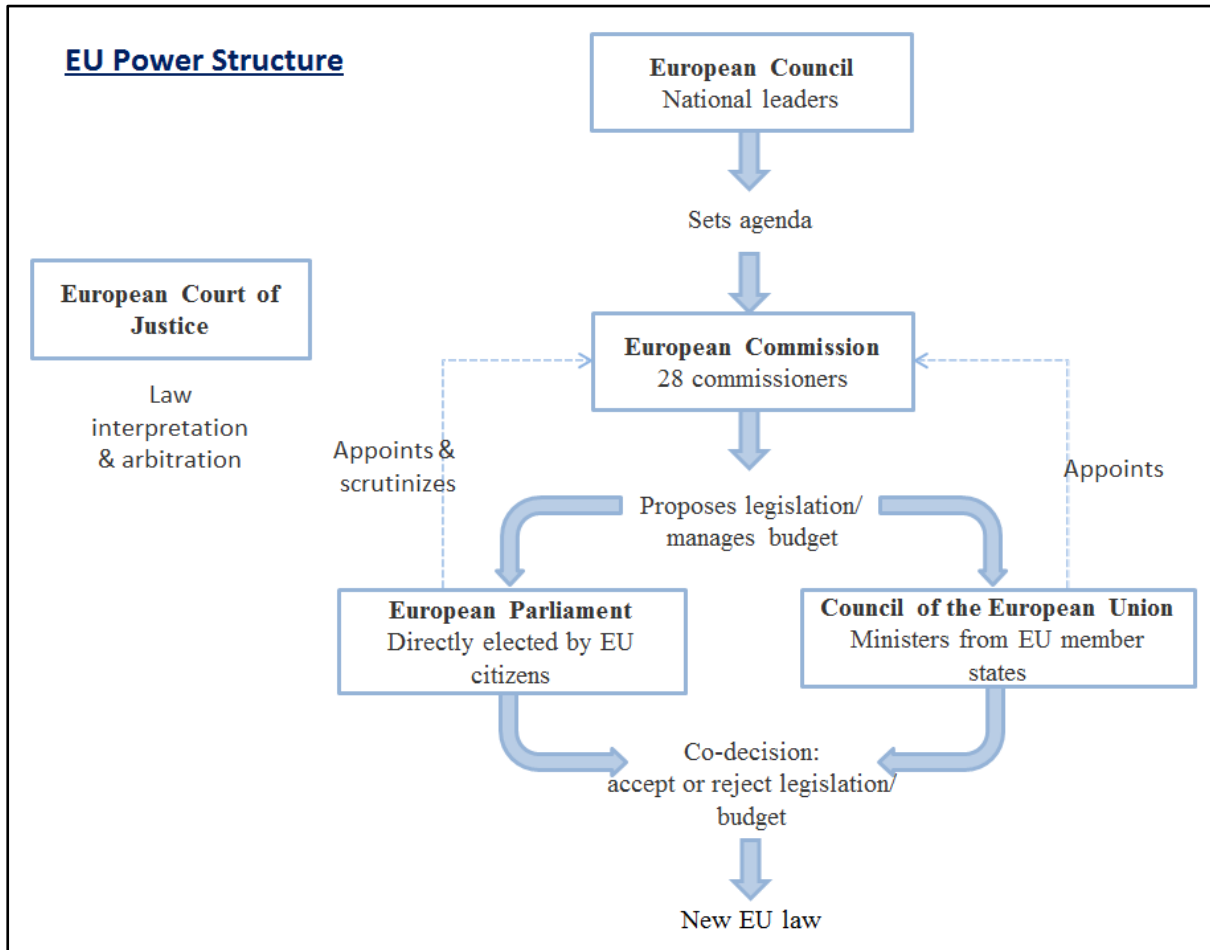 EU Power Structure
European Council
National leaders
Sets agenda
European Court of
Justice
Law
interpretation
& arbitration
European Commission
28 commissioners
Appoints &
scrutinizes
Appoints
Proposes legislation/
manages budget
European Parliament
Directly elected by EU
citizens
Council of the European Union
Ministers from EU member
states
Co-decision:
accept or reject legislation/
budget
New EU law